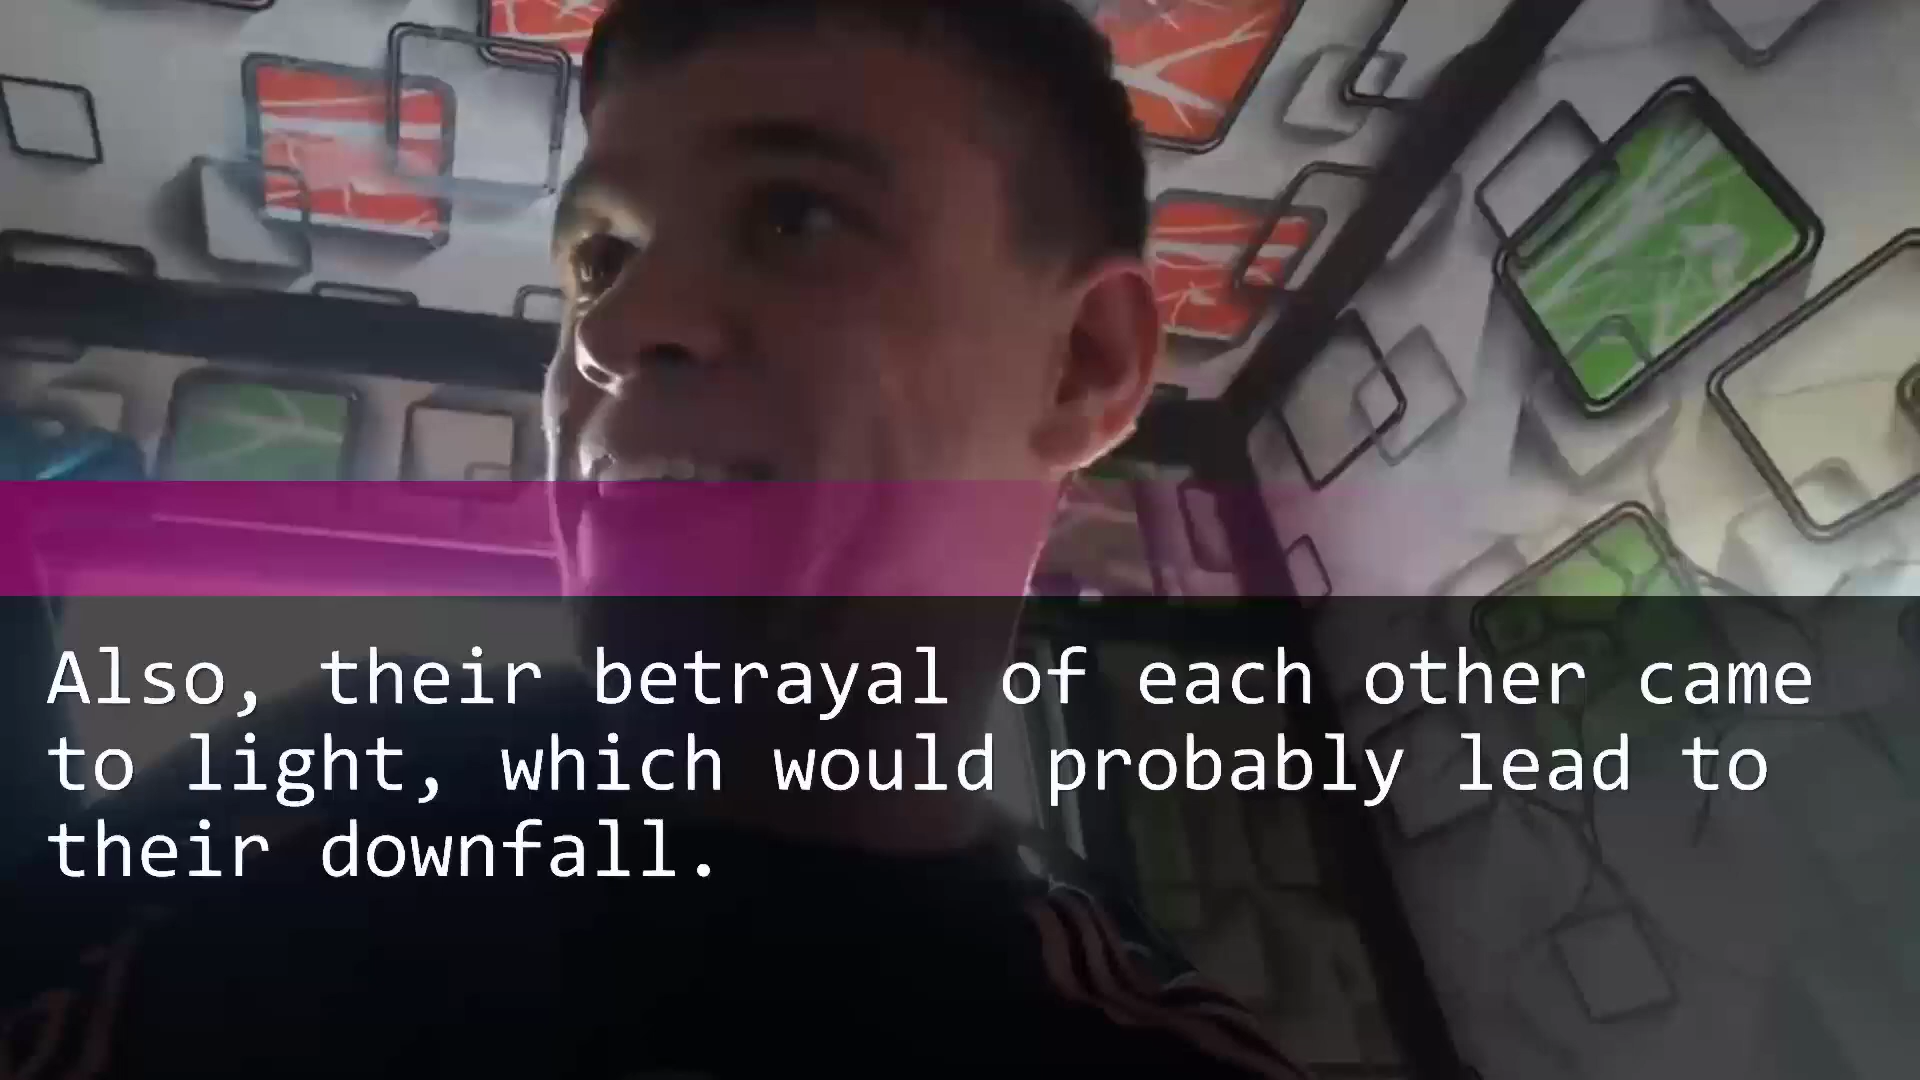 Also, their betrayal of each other came
to light, which would probably lead to
their downfall.